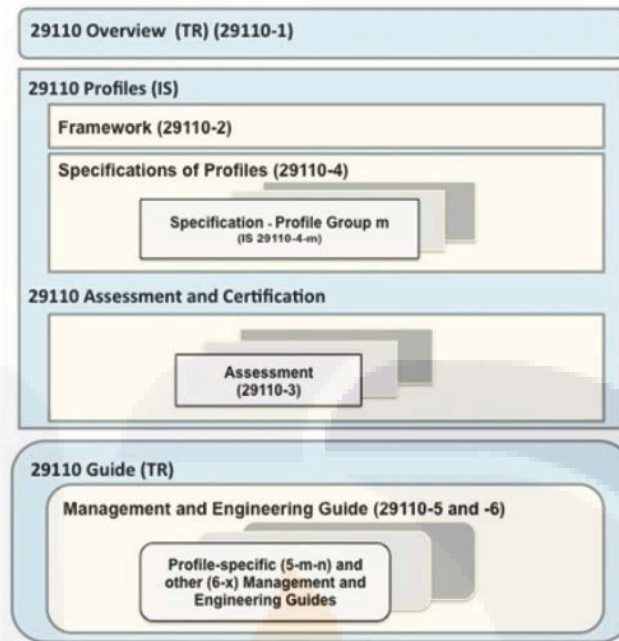 29110 Overview (TR) (29110-1)
29110 Profiles (IS)
Framework (29110-2)
Specifications of Profiles (29110-4)
Specification - Profile Group m
(IS 29110-4-m)
29110 Assessment and Certification
Assessment
(29110-3)
29110 Guide (TR)
Management and Engineering Guide (29110-5 and -6)
Profile-specific (5-m-n) and
other (6-x) Management and
Engineering Guides